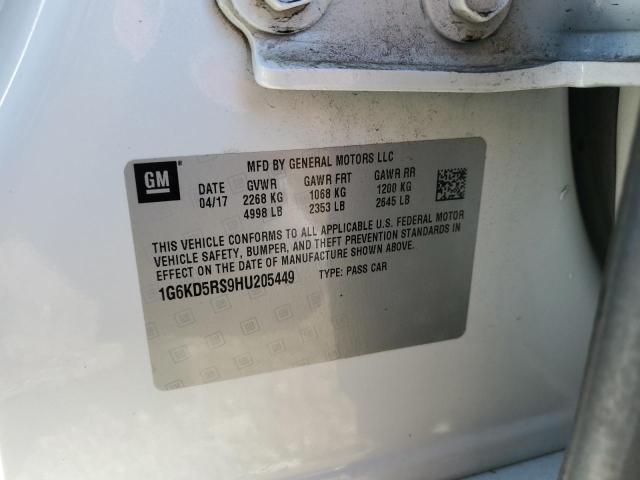 GM
MFD BY GENERAL MOTORS LLC
DATE GVWR GAWR FRT GAWR RR
04/17 2268 KG 1068 KG 1200 KG
4998 LB 2353 LB 2645 LB
THIS VEHICLE CONFORMS TO ALL APPLICABLE U.S. FEDERAL MOTOR
VEHICLE SAFETY, BUMPER, AND THEFT PREVENTION STANDARDS IN
EFFECT ON THE DATE OF MANUFACTURE SHOWN ABOVE.
1G6KD5RS9HU205449 TYPE: PASS CAR